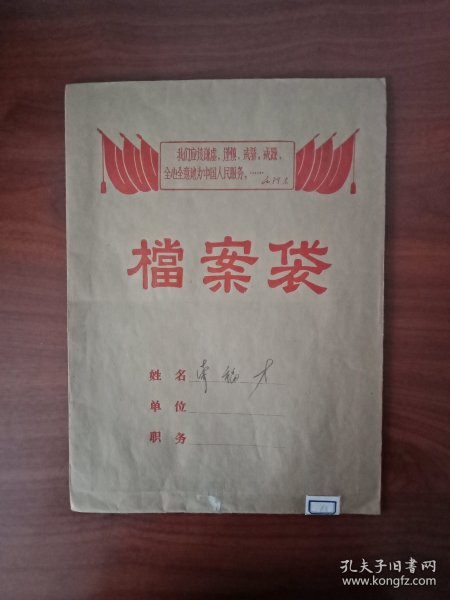 我们应该谦虚，谨慎，戒骄，戒躁，
全心全意地为中国人民服务。……
毛泽东
檔案袋
姓名
单位
职务
孔夫子旧书网
www.kongfz.com